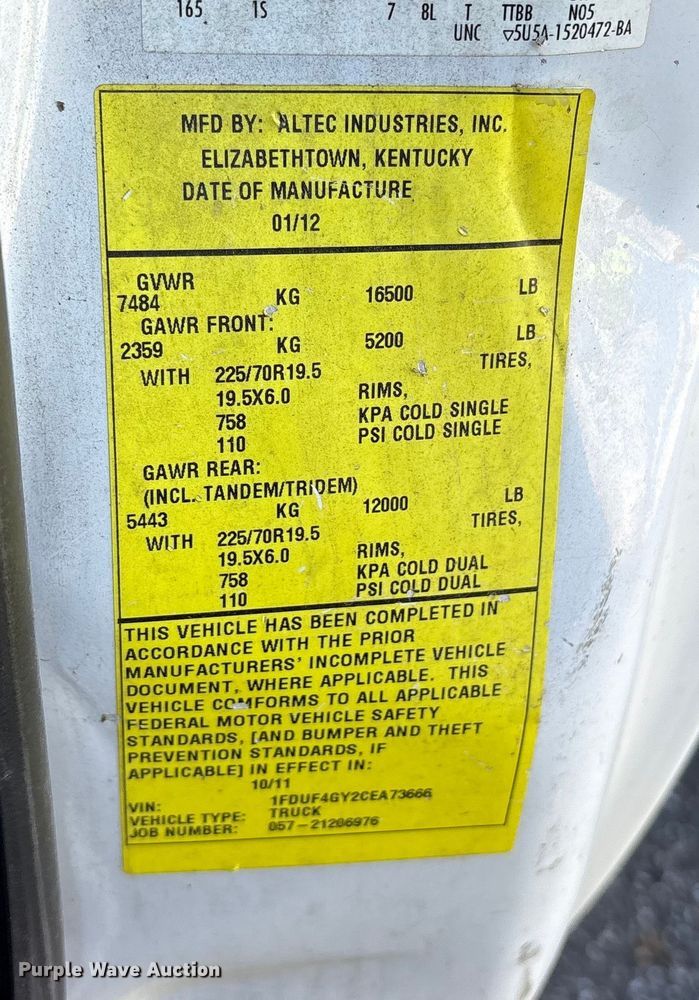 165 1S 7 8L T TTBB N05
UNC ▽5U5A-1520472-BA
MFD BY: ALTEC INDUSTRIES, INC.
ELIZABETHTOWN, KENTUCKY
DATE OF MANUFACTURE
01/12
GVWR
7484 KG 16500 LB
GAWR FRONT:
2359 KG 5200 LB
WITH 225/70R19.5 TIRES,
19.5X6.0 RIMS,
758 KPA COLD SINGLE
110 PSI COLD SINGLE
GAWR REAR:
(INCL. TANDEM/TRIDEM)
5443 KG 12000 LB
WITH 225/70R19.5 TIRES,
19.5X6.0 RIMS,
758 KPA COLD DUAL
110 PSI COLD DUAL
THIS VEHICLE HAS BEEN COMPLETED IN
ACCORDANCE WITH THE PRIOR
MANUFACTURERS' INCOMPLETE VEHICLE
DOCUMENT, WHERE APPLICABLE. THIS
VEHICLE COMFORMS TO ALL APPLICABLE
FEDERAL MOTOR VEHICLE SAFETY
STANDARDS, [AND BUMPER AND THEFT
PREVENTION STANDARDS, IF
APPLICABLE] IN EFFECT IN:
10/11
VIN: 1FDUF4GY2CEA73666
VEHICLE TYPE: TRUCK
JOB NUMBER: 057-21206976
Purple Wave Auction